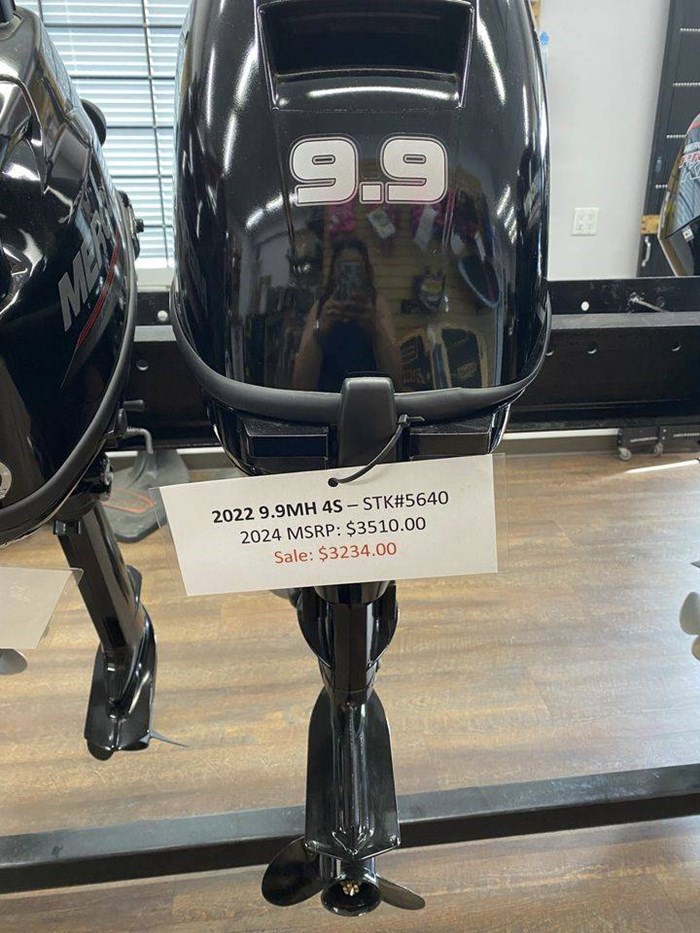 9.9
MER
2022 9.9MH 4S – STK#5640
2024 MSRP: $3510.00
Sale: $3234.00